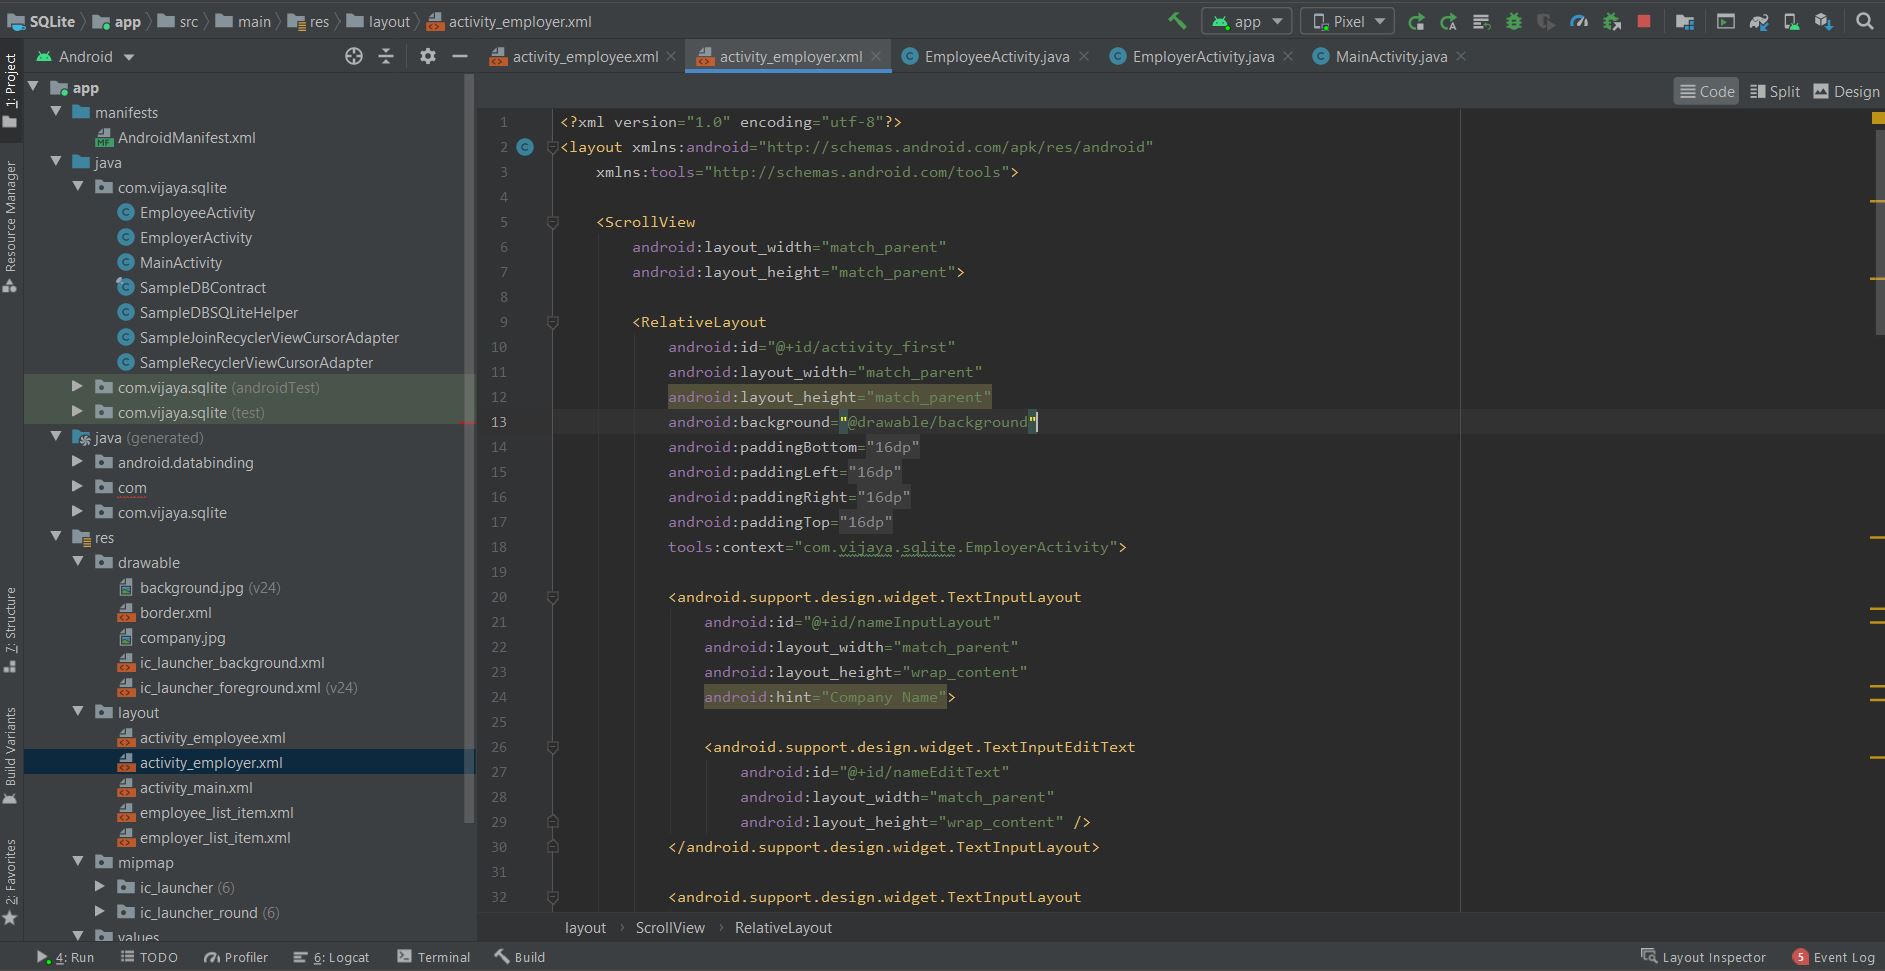 SQLite app src main res layout activity_employer.xml app Pixel
Android activity_employee.xml activity_employer.xml EmployeeActivity.java EmployerActivity.java MainActivity.java
Code Split Design
1: Project
Resource Manager
7: Structure
Build Variants
2: Favorites
app
manifests
AndroidManifest.xml
java
com.vijaya.sqlite
EmployeeActivity
EmployerActivity
MainActivity
SampleDBContract
SampleDBSQLiteHelper
SampleJoinRecyclerViewCursorAdapter
SampleRecyclerViewCursorAdapter
com.vijaya.sqlite (androidTest)
com.vijaya.sqlite (test)
java (generated)
android.databinding
com
com.vijaya.sqlite
res
drawable
background.jpg (v24)
border.xml
company.jpg
ic_launcher_background.xml
ic_launcher_foreground.xml (v24)
layout
activity_employee.xml
activity_employer.xml
activity_main.xml
employee_list_item.xml
employer_list_item.xml
mipmap
ic_launcher (6)
ic_launcher_round (6)
values
1 <?xml version="1.0" encoding="utf-8"?>
2 <layout xmlns:android="http://schemas.android.com/apk/res/android"
3 xmlns:tools="http://schemas.android.com/tools">
4
5 <ScrollView
6 android:layout_width="match_parent"
7 android:layout_height="match_parent">
8
9 <RelativeLayout
10 android:id="@+id/activity_first"
11 android:layout_width="match_parent"
12 android:layout_height="match_parent"
13 android:background="@drawable/background"
14 android:paddingBottom="16dp"
15 android:paddingLeft="16dp"
16 android:paddingRight="16dp"
17 android:paddingTop="16dp"
18 tools:context="com.vijaya.sqlite.EmployerActivity">
19
20 <android.support.design.widget.TextInputLayout
21 android:id="@+id/nameInputLayout"
22 android:layout_width="match_parent"
23 android:layout_height="wrap_content"
24 android:hint="Company Name">
25
26 <android.support.design.widget.TextInputEditText
27 android:id="@+id/nameEditText"
28 android:layout_width="match_parent"
29 android:layout_height="wrap_content" />
30 </android.support.design.widget.TextInputLayout>
31
32 <android.support.design.widget.TextInputLayout
layout ScrollView RelativeLayout
4: Run TODO Profiler 6: Logcat Terminal Build Layout Inspector 5 Event Log